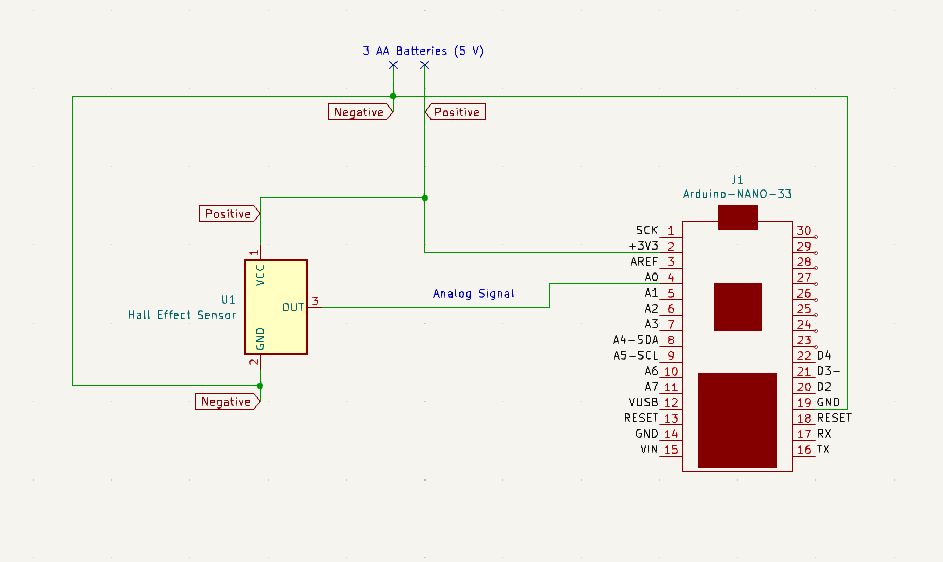 3 AA Batteries (5 V)
Negative
Positive
Positive
1
VCC
U1
Hall Effect Sensor
OUT
3
GND
2
Negative
Analog Signal
J1
Arduino-NANO-33
SCK 1
+3V3 2
AREF 3
A0 4
A1 5
A2 6
A3 7
A4-SDA 8
A5-SCL 9
A6 10
A7 11
VUSB 12
RESET 13
GND 14
VIN 15
30
29
28
27
26
25
24
23
22 D4
21 D3-
20 D2
19 GND
18 RESET
17 RX
16 TX